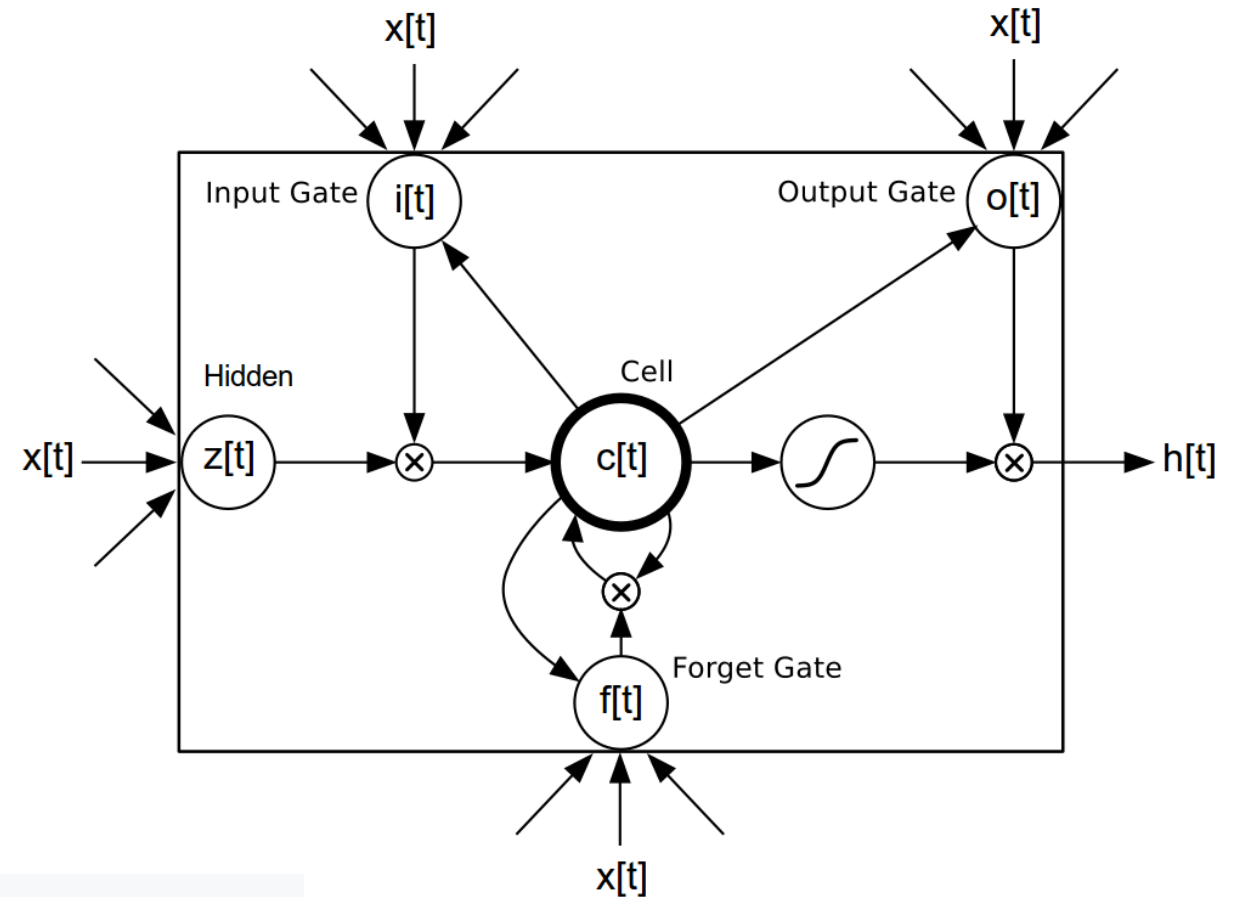 x[t]
x[t]
Input Gate
i[t]
Output Gate
o[t]
Hidden
Cell
x[t]
z[t]
c[t]
h[t]
Forget Gate
f[t]
x[t]